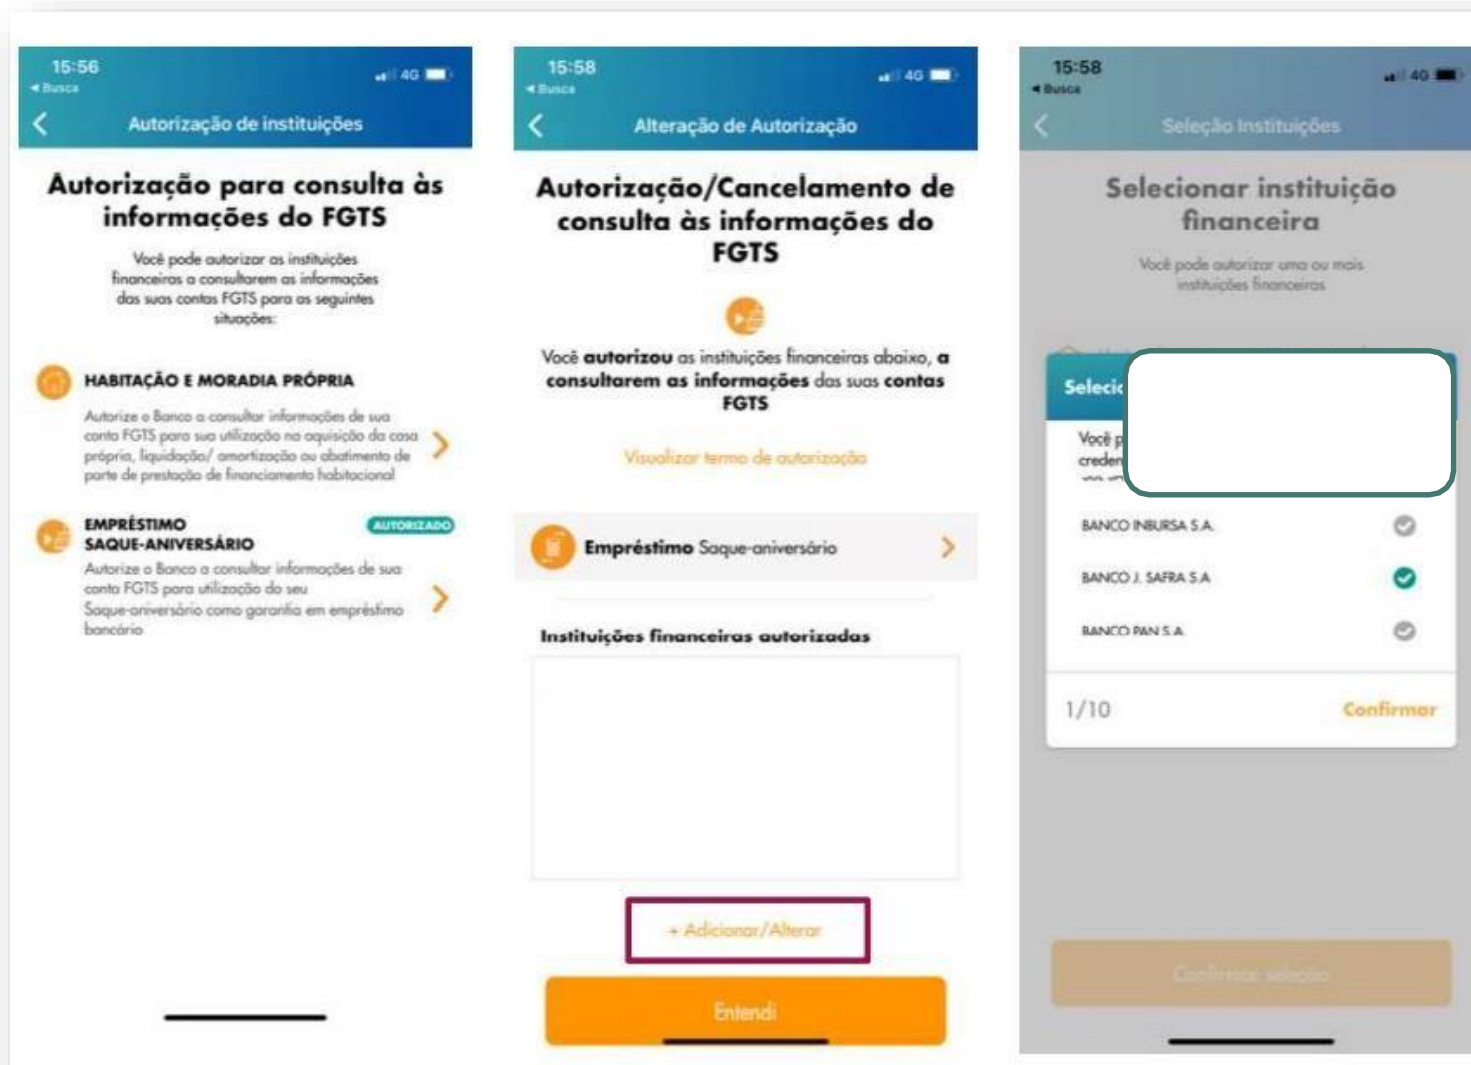 15:56
4G
◄ Busca
Autorização de instituições
Autorização para consulta às
informações do FGTS
Você pode autorizar as instituições
financeiras a consultarem as informações
das suas contas FGTS para as seguintes
situações:
HABITAÇÃO E MORADIA PRÓPRIA
Autorize o Banco a consultar informações de sua
conta FGTS para sua utilização na aquisição da casa
própria, liquidação/ amortização ou abatimento de
parte de prestação de financiamento habitacional
EMPRÉSTIMO
SAQUE-ANIVERSÁRIO
AUTORIZADO
Autorize o Banco a consultar informações de sua
conta FGTS para utilização do seu
Saque-aniversário como garantia em empréstimo
bancário
15:58
4G
◄ Busca
Alteração de Autorização
Autorização/Cancelamento de
consulta às informações do
FGTS
Você autorizou as instituições financeiras abaixo, a
consultarem as informações das suas contas
FGTS
Visualizar termo de autorização
Empréstimo Saque-aniversário
Instituições financeiras autorizadas
+ Adicionar/Alterar
Entendi
15:58
4G
◄ Busca
Seleção Instituições
Selecionar instituição
financeira
Você pode autorizar uma ou mais
instituições financeiras
Selecio
Você p
creden
BANCO INBURSA S.A.
BANCO J. SAFRA S.A
BANCO PAN S.A.
1/10
Confirmar
Confirmar seleção